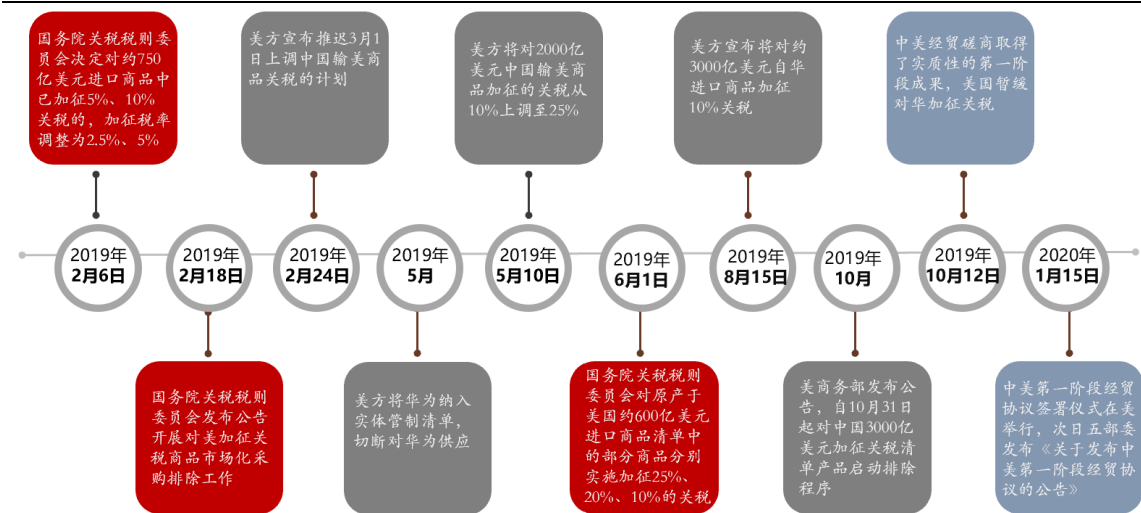 国务院关税税则委
员会决定对约750
亿美元进口商品中
已加征5%、10%
关税的，加征税率
调整为2.5%、5%
美方宣布推迟3月1
日上调中国输美商
品关税的计划
美方将对2000亿
美元中国输美商
品加征的关税从
10%上调至25%
美方宣布将对约
3000亿美元自华
进口商品加征
10%关税
中美经贸磋商取得
了实质性的第一阶
段成果，美国暂缓
对华加征关税
2019年
2月6日
2019年
2月18日
2019年
2月24日
2019年
5月
2019年
5月10日
2019年
6月1日
2019年
8月15日
2019年
10月
2019年
10月12日
2020年
1月15日
国务院关税税则
委员会发布公告
开展对美加征关
税商品市场化采
购排除工作
美方将华为纳入
实体管制清单，
切断对华为供应
国务院关税税则
委员会对原产于
美国约600亿美元
进口商品清单中
的部分商品分别
实施加征25%、
20%、10%的关税
美商务部发布公
告，自10月31日
起对中国3000亿
美元加征关税清
单产品启动排除
程序
中美第一阶段经贸
协议签署仪式在美
举行，次日五部委
发布《关于发布中
美第一阶段经贸协
议的公告》